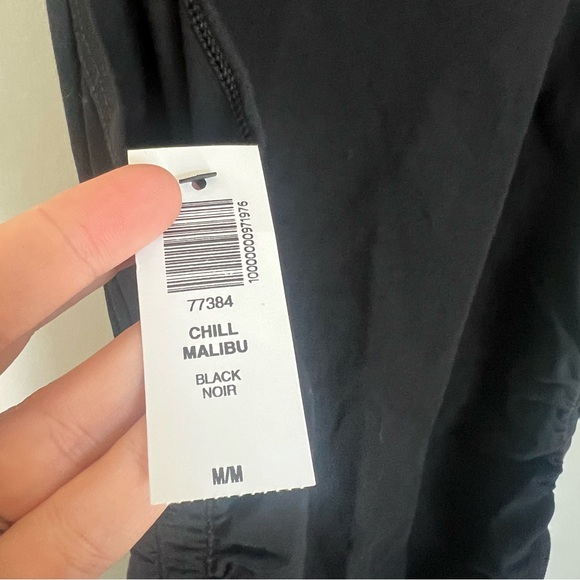 10000000971976
77384
CHILL
MALIBU
BLACK
NOIR
M/M